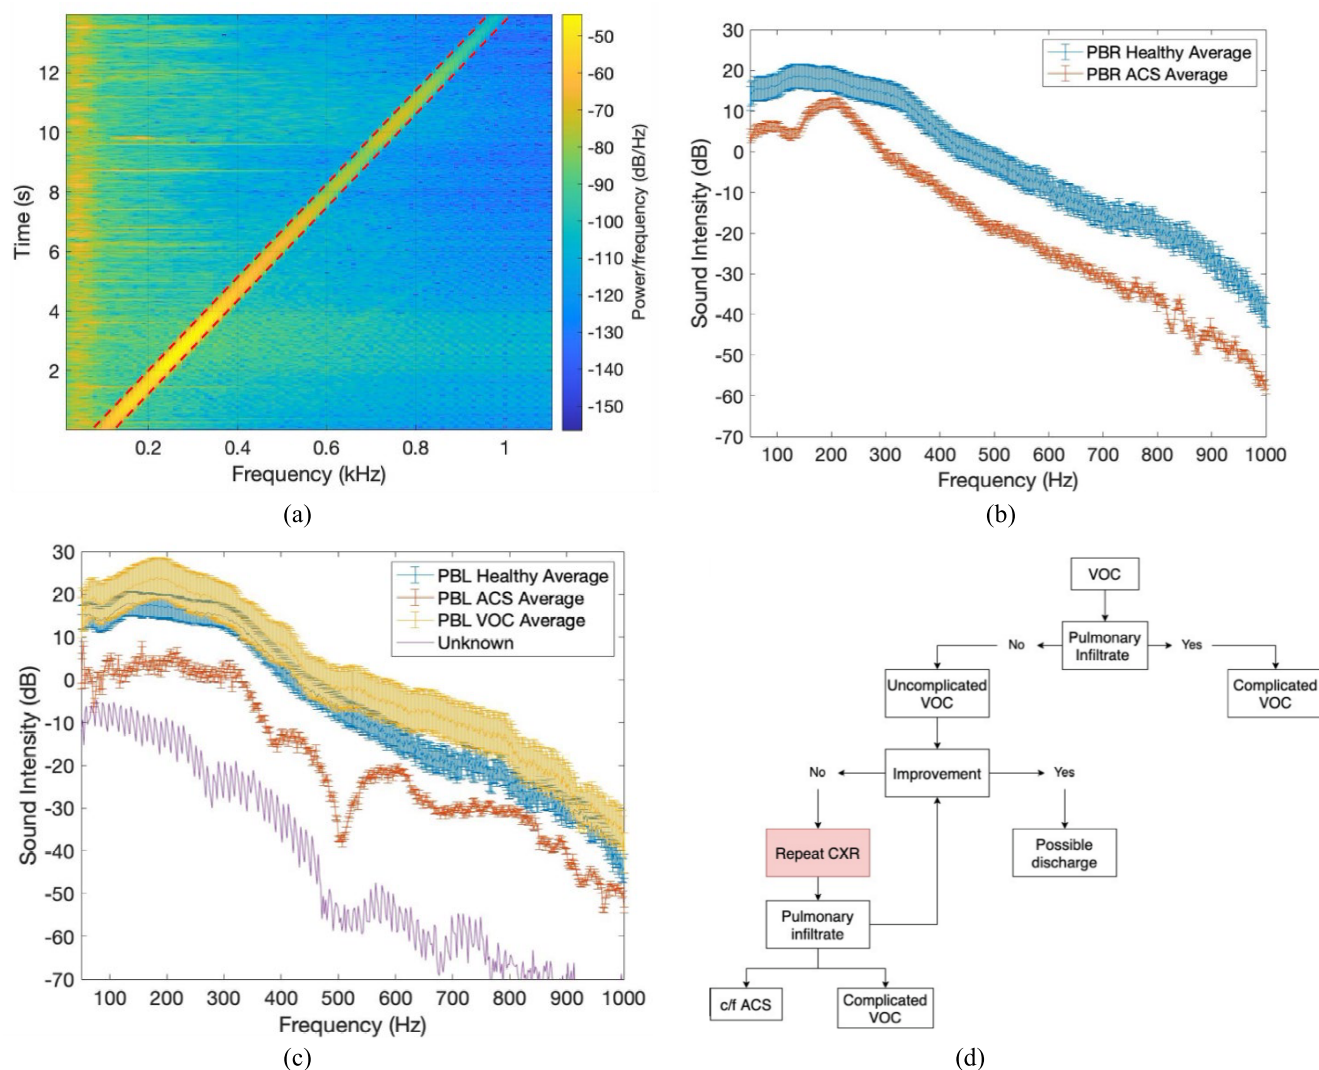 12
10
8
6
4
2
Time (s)
0.2
0.4
0.6
0.8
1
Frequency (kHz)
-50
-60
-70
-80
-90
-100
-110
-120
-130
-140
-150
Power/frequency (dB/Hz)
(a)
30
20
10
0
-10
-20
-30
-40
-50
-60
-70
Sound Intensity (dB)
PBR Healthy Average
PBR ACS Average
100
200
300
400
500
600
700
800
900
1000
Frequency (Hz)
(b)
30
20
10
0
-10
-20
-30
-40
-50
-60
-70
Sound Intensity (dB)
PBL Healthy Average
PBL ACS Average
PBL VOC Average
Unknown
100
200
300
400
500
600
700
800
900
1000
Frequency (Hz)
(c)
VOC
No
Pulmonary
Infiltrate
Yes
Uncomplicated
VOC
Complicated
VOC
No
Improvement
Yes
Repeat CXR
Possible
discharge
Pulmonary
infiltrate
c/f ACS
Complicated
VOC
(d)